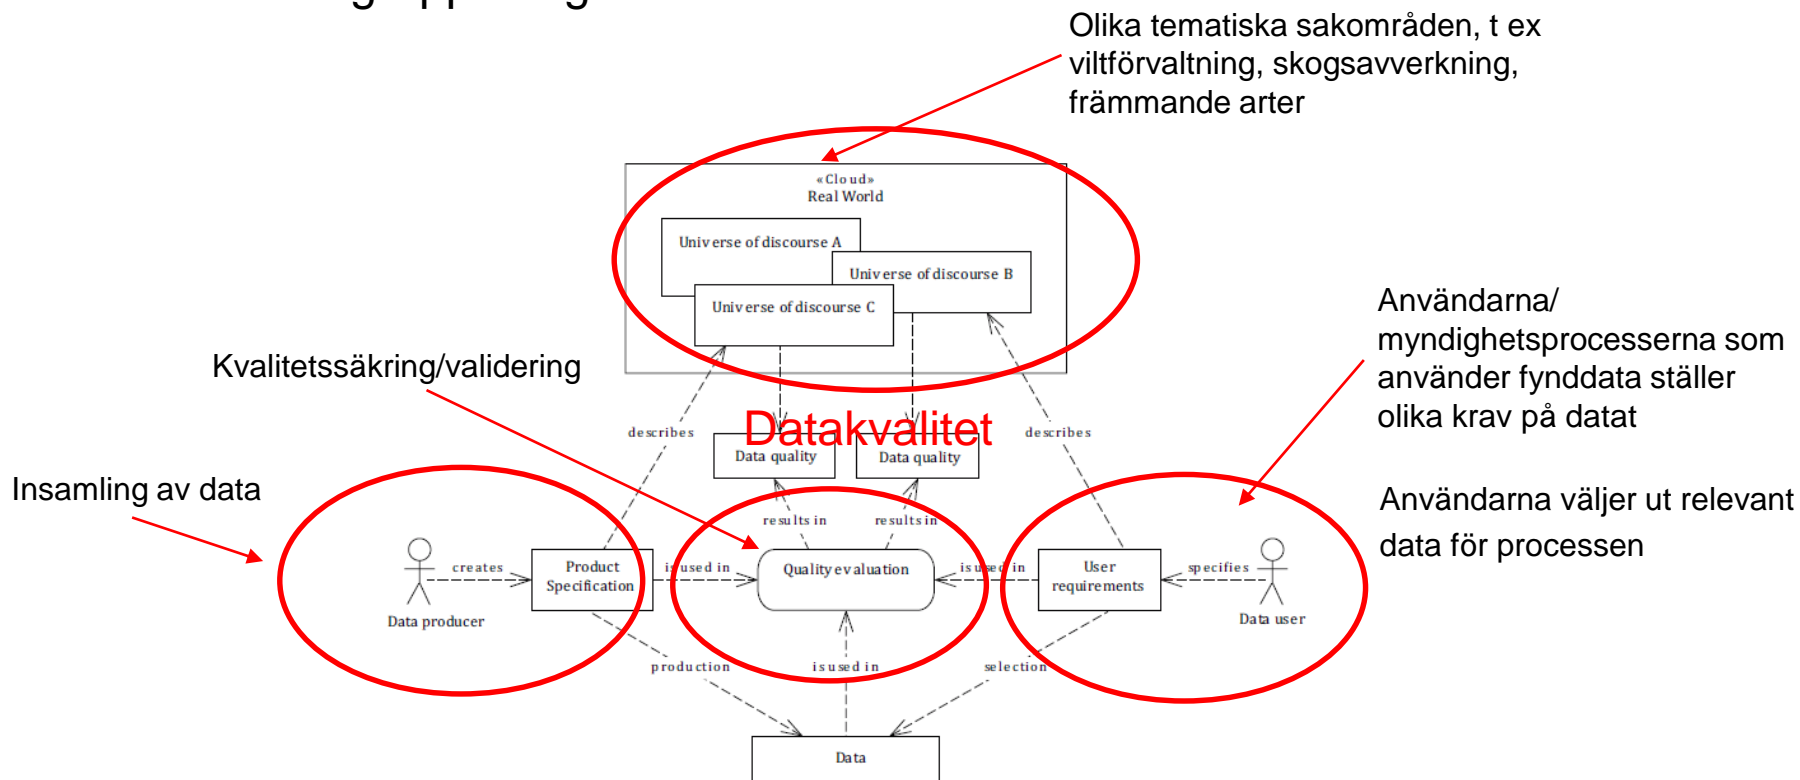 Olika tematiska sakområden, t ex
viltförvaltning, skogsavverkning,
främmande arter
«Cloud»
Real World
Universe of discourse A
Universe of discourse B
Universe of discourse C
Användarna/
myndighetsprocesserna som
använder fynddata ställer
olika krav på datat
Kvalitetssäkring/validering
Datakvalitet
describes
describes
Data quality
Data quality
Insamling av data
Användarna väljer ut relevant
data för processen
results in
results in
creates
Product
Specification
is used in
Quality evaluation
is used in
User
requirements
specifies
Data producer
Data user
production
is used in
selection
Data